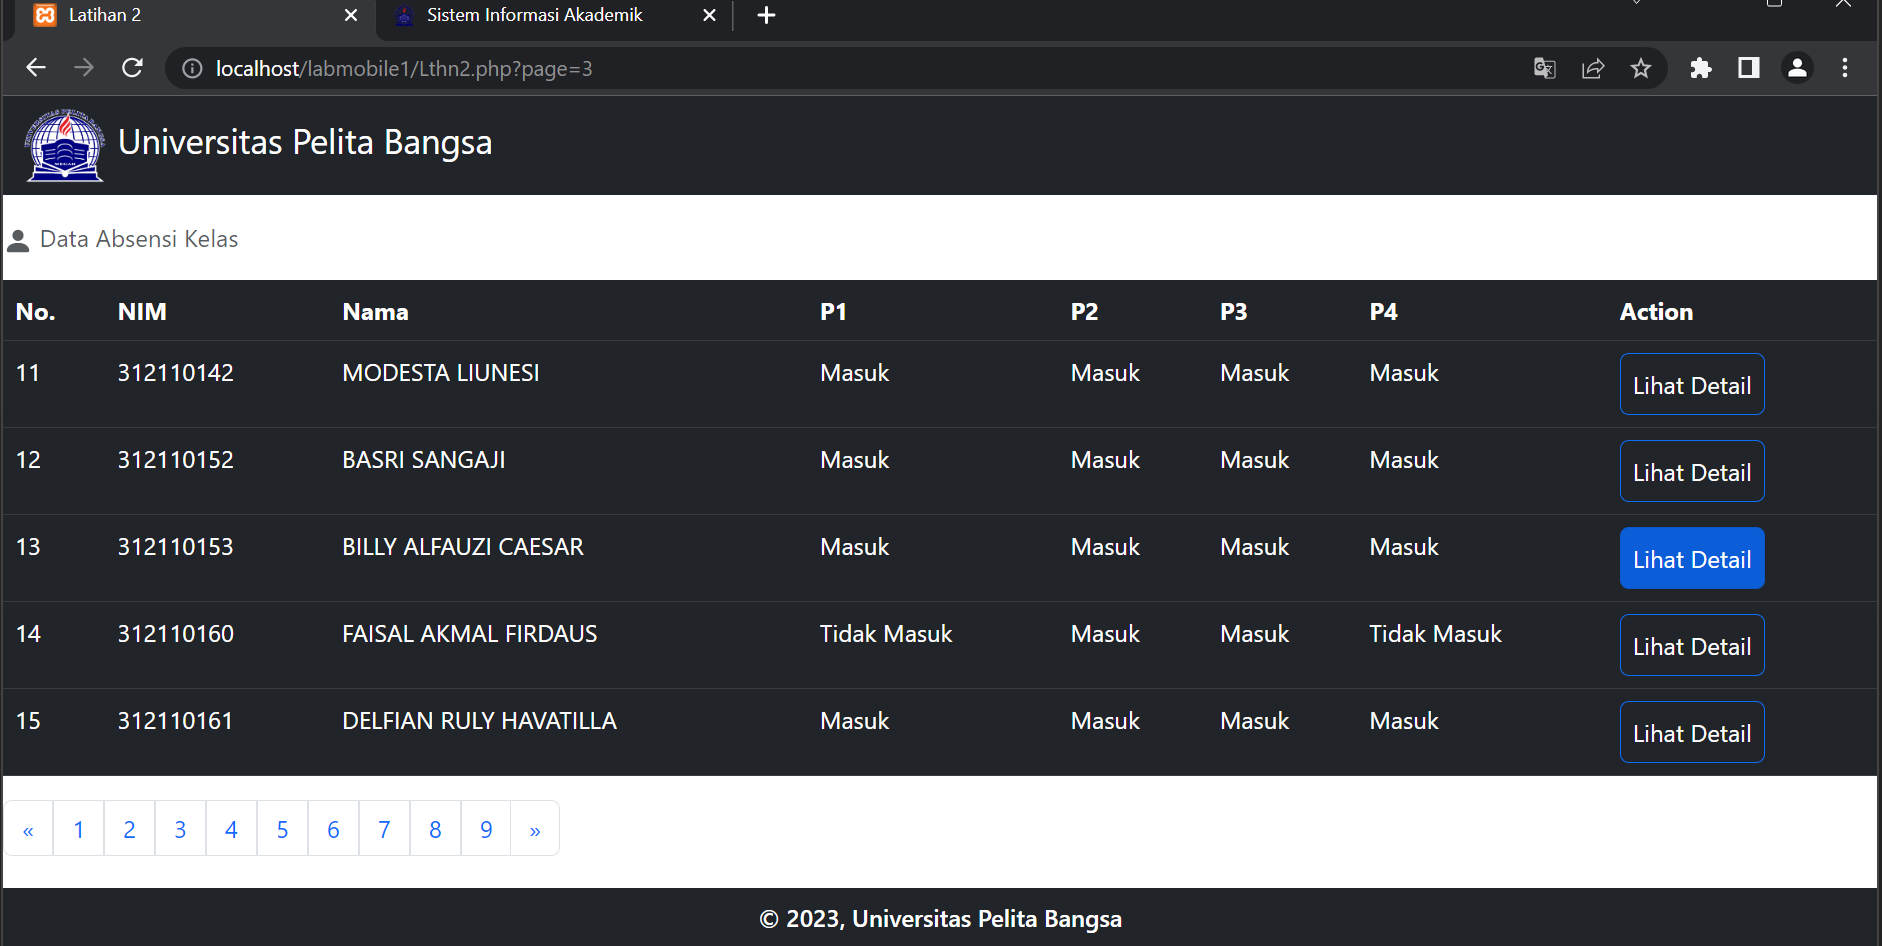 Latihan 2
Sistem Informasi Akademik
localhost/labmobile1/Lthn2.php?page=3
Universitas Pelita Bangsa
Data Absensi Kelas
No. NIM Nama P1 P2 P3 P4 Action
11 312110142 MODESTA LIUNESI Masuk Masuk Masuk Masuk Lihat Detail
12 312110152 BASRI SANGAJI Masuk Masuk Masuk Masuk Lihat Detail
13 312110153 BILLY ALFAUZI CAESAR Masuk Masuk Masuk Masuk Lihat Detail
14 312110160 FAISAL AKMAL FIRDAUS Tidak Masuk Masuk Masuk Tidak Masuk Lihat Detail
15 312110161 DELFIAN RULY HAVATILLA Masuk Masuk Masuk Masuk Lihat Detail
« 1 2 3 4 5 6 7 8 9 »
© 2023, Universitas Pelita Bangsa